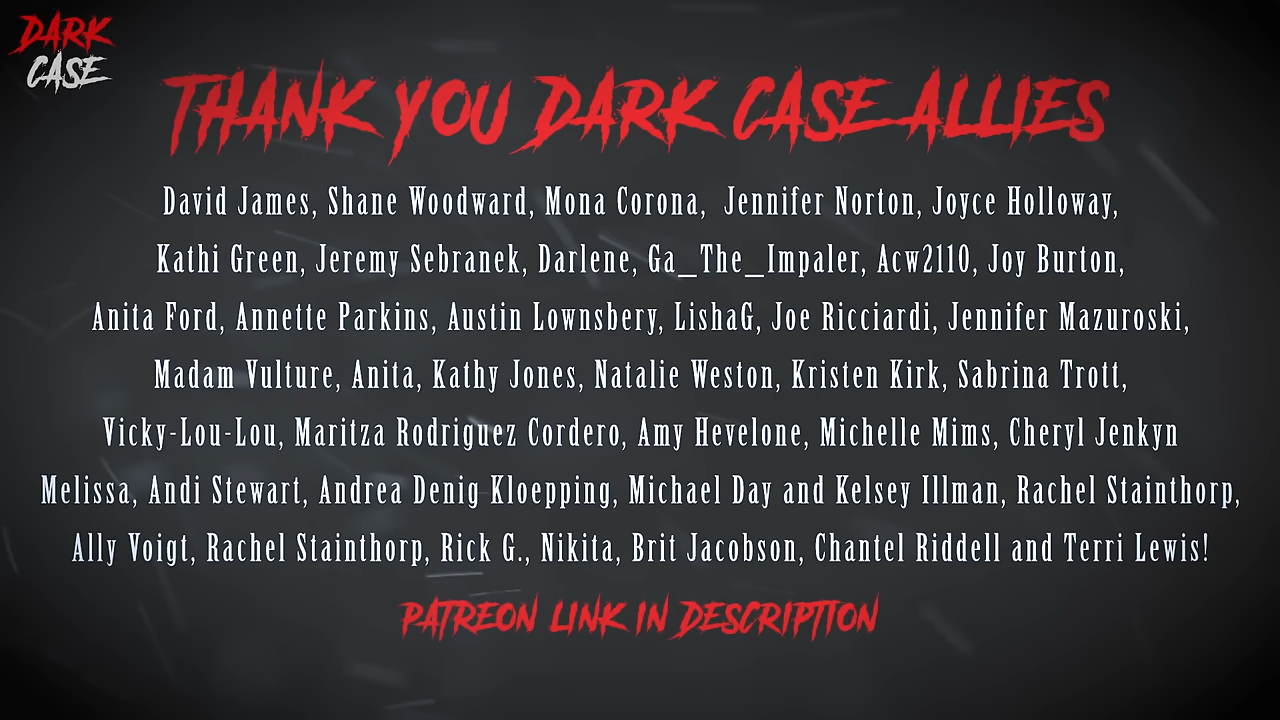 DARK
CASE
THANK YOU DARK CASE ALLIES
David James, Shane Woodward, Mona Corona,  Jennifer Norton, Joyce Holloway,
Kathi Green, Jeremy Sebranek, Darlene, Ga_The_Impaler, Acw2110, Joy Burton,
Anita Ford, Annette Parkins, Austin Lownsbery, LishaG, Joe Ricciardi, Jennifer Mazuroski,
Madam Vulture, Anita, Kathy Jones, Natalie Weston, Kristen Kirk, Sabrina Trott,
Vicky-Lou-Lou, Maritza Rodriguez Cordero, Amy Hevelone, Michelle Mims, Cheryl Jenkyn
Melissa, Andi Stewart, Andrea Denig Kloepping, Michael Day and Kelsey Illman, Rachel Stainthorp,
Ally Voigt, Rachel Stainthorp, Rick G., Nikita, Brit Jacobson, Chantel Riddell and Terri Lewis!
PATREON LINK IN DESCRIPTION